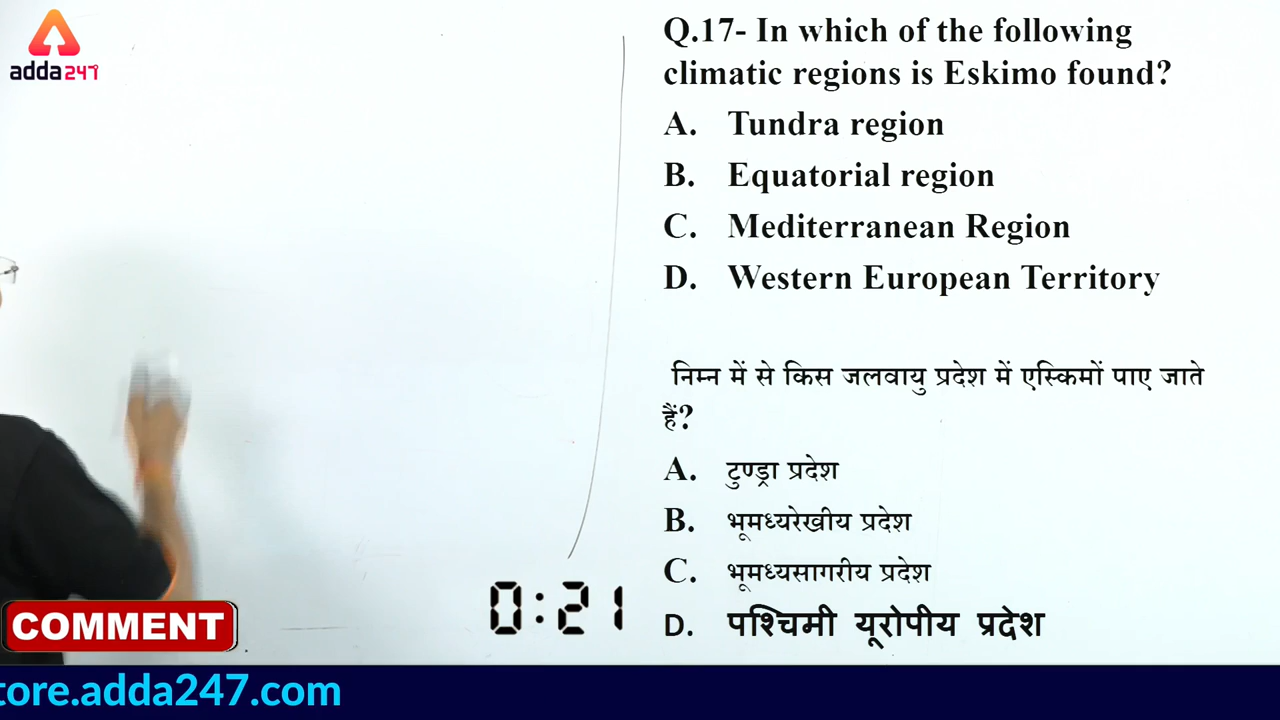 adda247
Q.17- In which of the following
climatic regions is Eskimo found?
A. Tundra region
B. Equatorial region
C. Mediterranean Region
D. Western European Territory
निम्न में से किस जलवायु प्रदेश में एस्किमों पाए जाते
हैं?
A. टुण्ड्रा प्रदेश
B. भूमध्यरेखीय प्रदेश
C. भूमध्यसागरीय प्रदेश
D. पश्चिमी यूरोपीय प्रदेश
0:21
COMMENT
tore.adda247.com